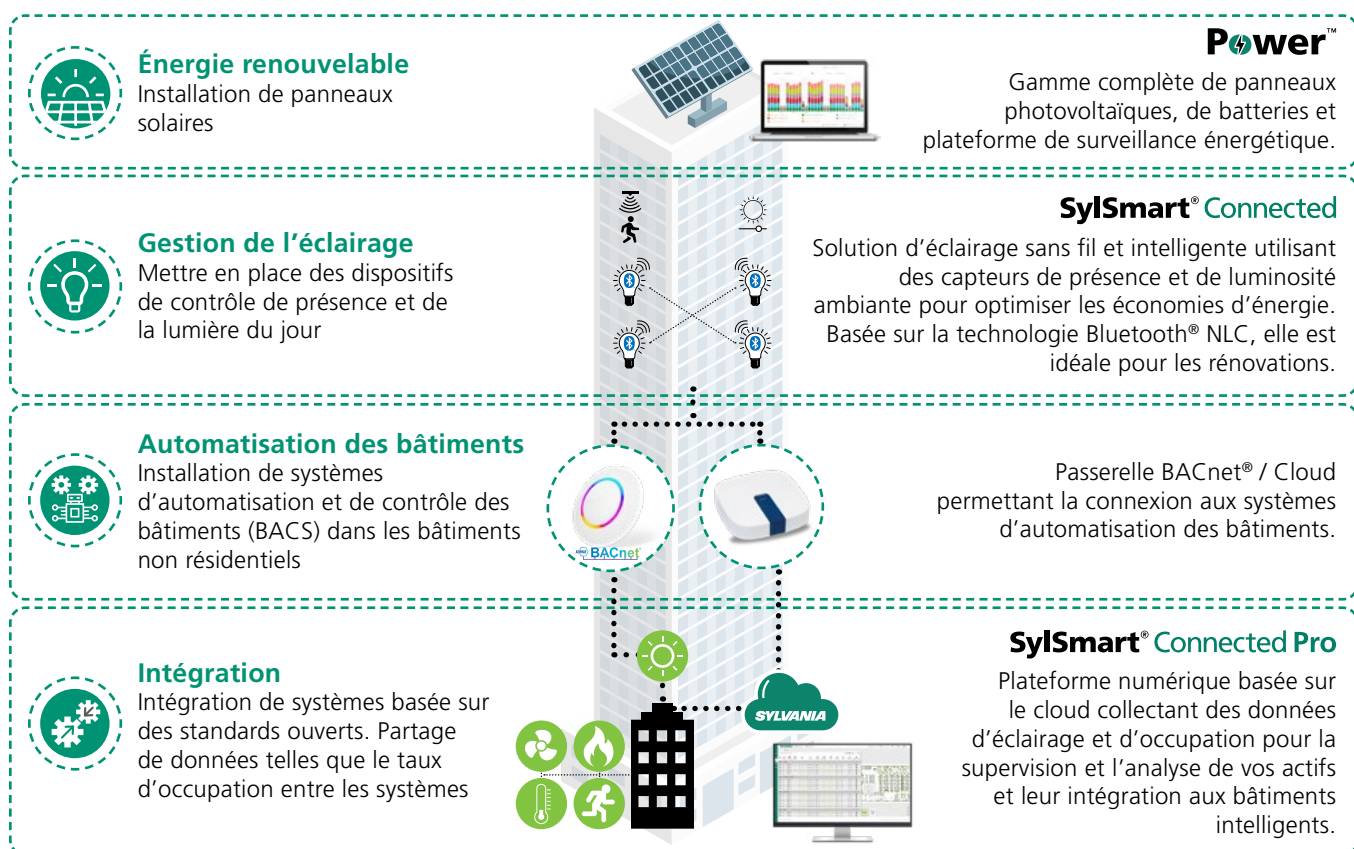 Énergie renouvelable
Installation de panneaux
solaires
Power™
Gamme complète de panneaux
photovoltaïques, de batteries et
plateforme de surveillance énergétique.
Gestion de l'éclairage
Mettre en place des dispositifs
de contrôle de présence et de
la lumière du jour
SylSmart® Connected
Solution d'éclairage sans fil et intelligente utilisant
des capteurs de présence et de luminosité
ambiante pour optimiser les économies d'énergie.
Basée sur la technologie Bluetooth® NLC, elle est
idéale pour les rénovations.
Automatisation des bâtiments
Installation de systèmes
d'automatisation et de contrôle des
bâtiments (BACS) dans les bâtiments
non résidentiels
BACnet
Passerelle BACnet® / Cloud
permettant la connexion aux systèmes
d'automatisation des bâtiments.
Intégration
Intégration de systèmes basée sur
des standards ouverts. Partage
de données telles que le taux
d'occupation entre les systèmes
SYLVANIA
SylSmart® Connected Pro
Plateforme numérique basée sur
le cloud collectant des données
d'éclairage et d'occupation pour la
supervision et l'analyse de vos actifs
et leur intégration aux bâtiments
intelligents.